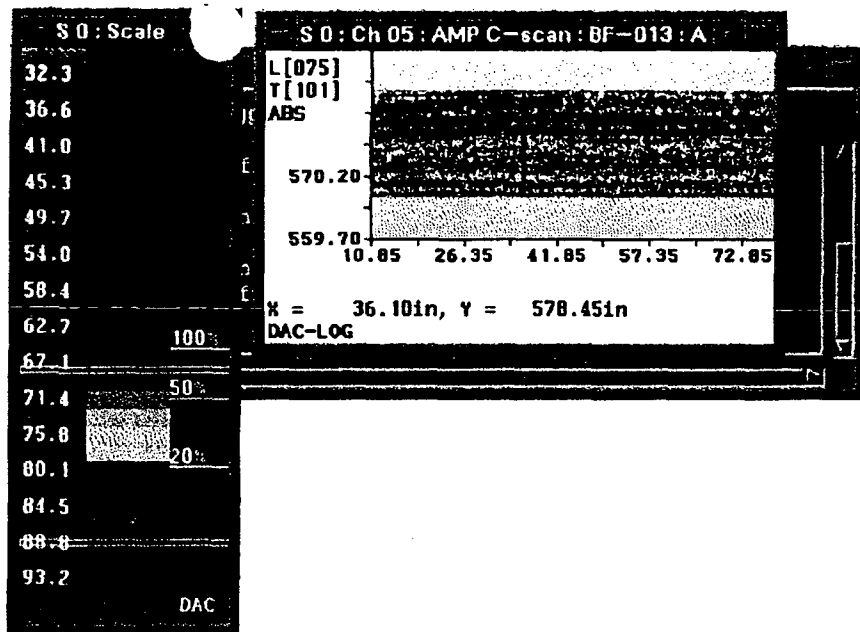 S 0 : Scale
32.3
36.6
41.0
45.3
49.7
54.0
58.4
62.7
67.1
71.4
75.8
80.1
84.5
88.8
93.2
100%
50%
20%
DAC
S 0 : Ch 05 : AMP C-scan : BF-013 : A
L[075]
T[101]
ABS
570.20
559.70
10.85 26.35 41.85 57.35 72.85
X = 36.10in, Y = 578.45in
DAC-LOG